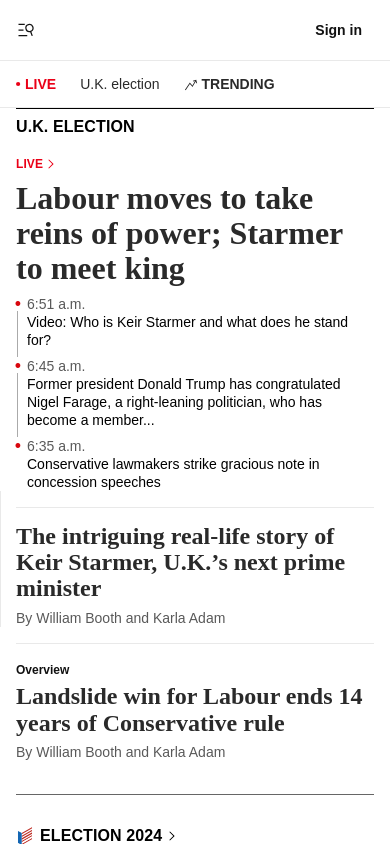 Sign in
LIVE U.K. election TRENDING
U.K. ELECTION
LIVE
Labour moves to take
reins of power; Starmer
to meet king
6:51 a.m.
Video: Who is Keir Starmer and what does he stand
for?
6:45 a.m.
Former president Donald Trump has congratulated
Nigel Farage, a right-leaning politician, who has
become a member...
6:35 a.m.
Conservative lawmakers strike gracious note in
concession speeches
The intriguing real-life story of
Keir Starmer, U.K.’s next prime
minister
By William Booth and Karla Adam
Overview
Landslide win for Labour ends 14
years of Conservative rule
By William Booth and Karla Adam
ELECTION 2024